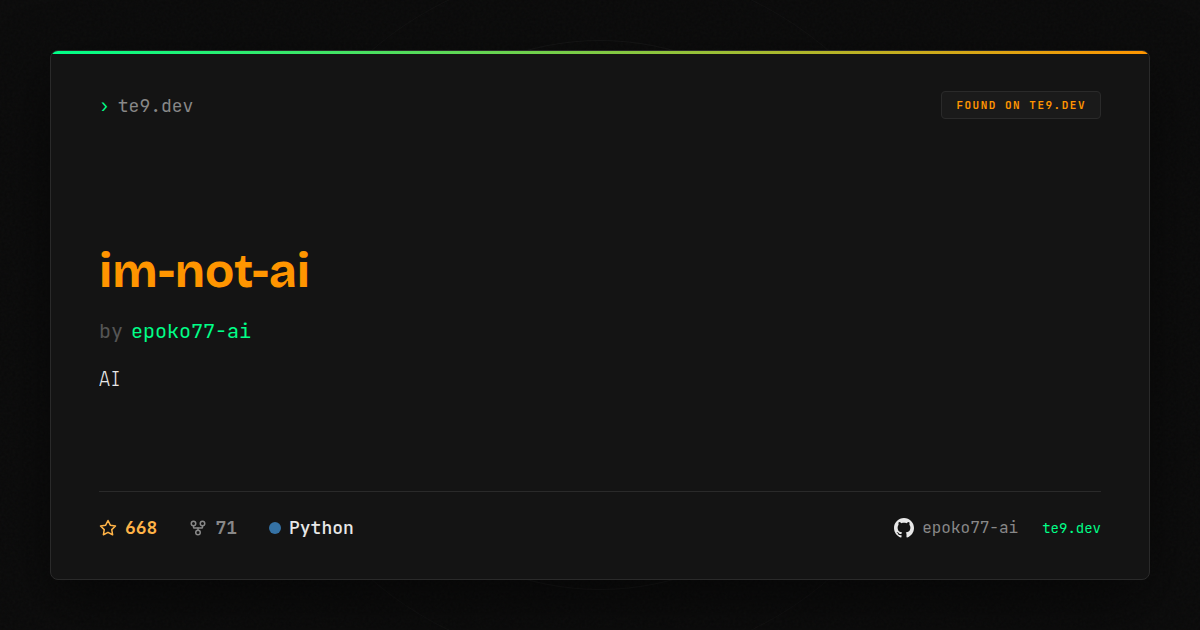 › te9.dev
FOUND ON TE9.DEV
im-not-ai
by epoko77-ai
AI
668 71 Python
epoko77-ai te9.dev